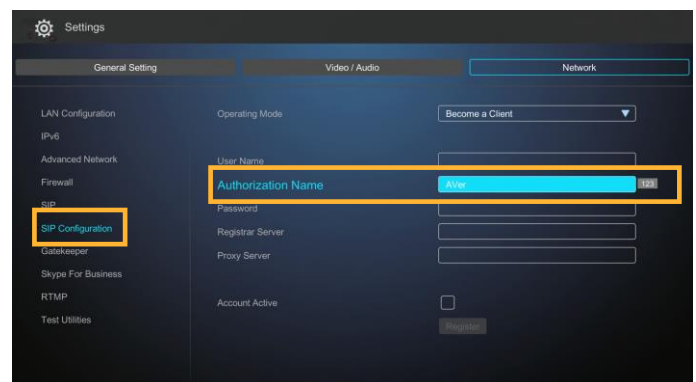 Settings
General Setting Video / Audio Network
LAN Configuration Operating Mode Become a Client
IPv6
Advanced Network User Name
Firewall Authorization Name AVer 123
SIP Password
SIP Configuration Registrar Server
Gatekeeper Proxy Server
Skype For Business
RTMP Account Active
Test Utilities Register